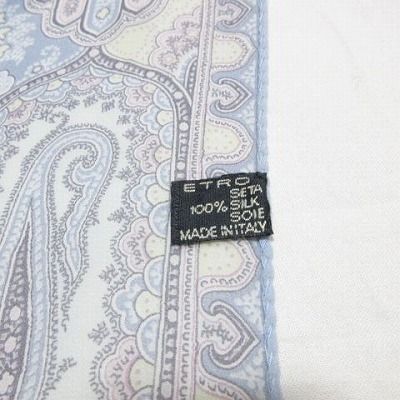 ETRO
SETA
100% SILK
SOIE
MADE IN ITALY